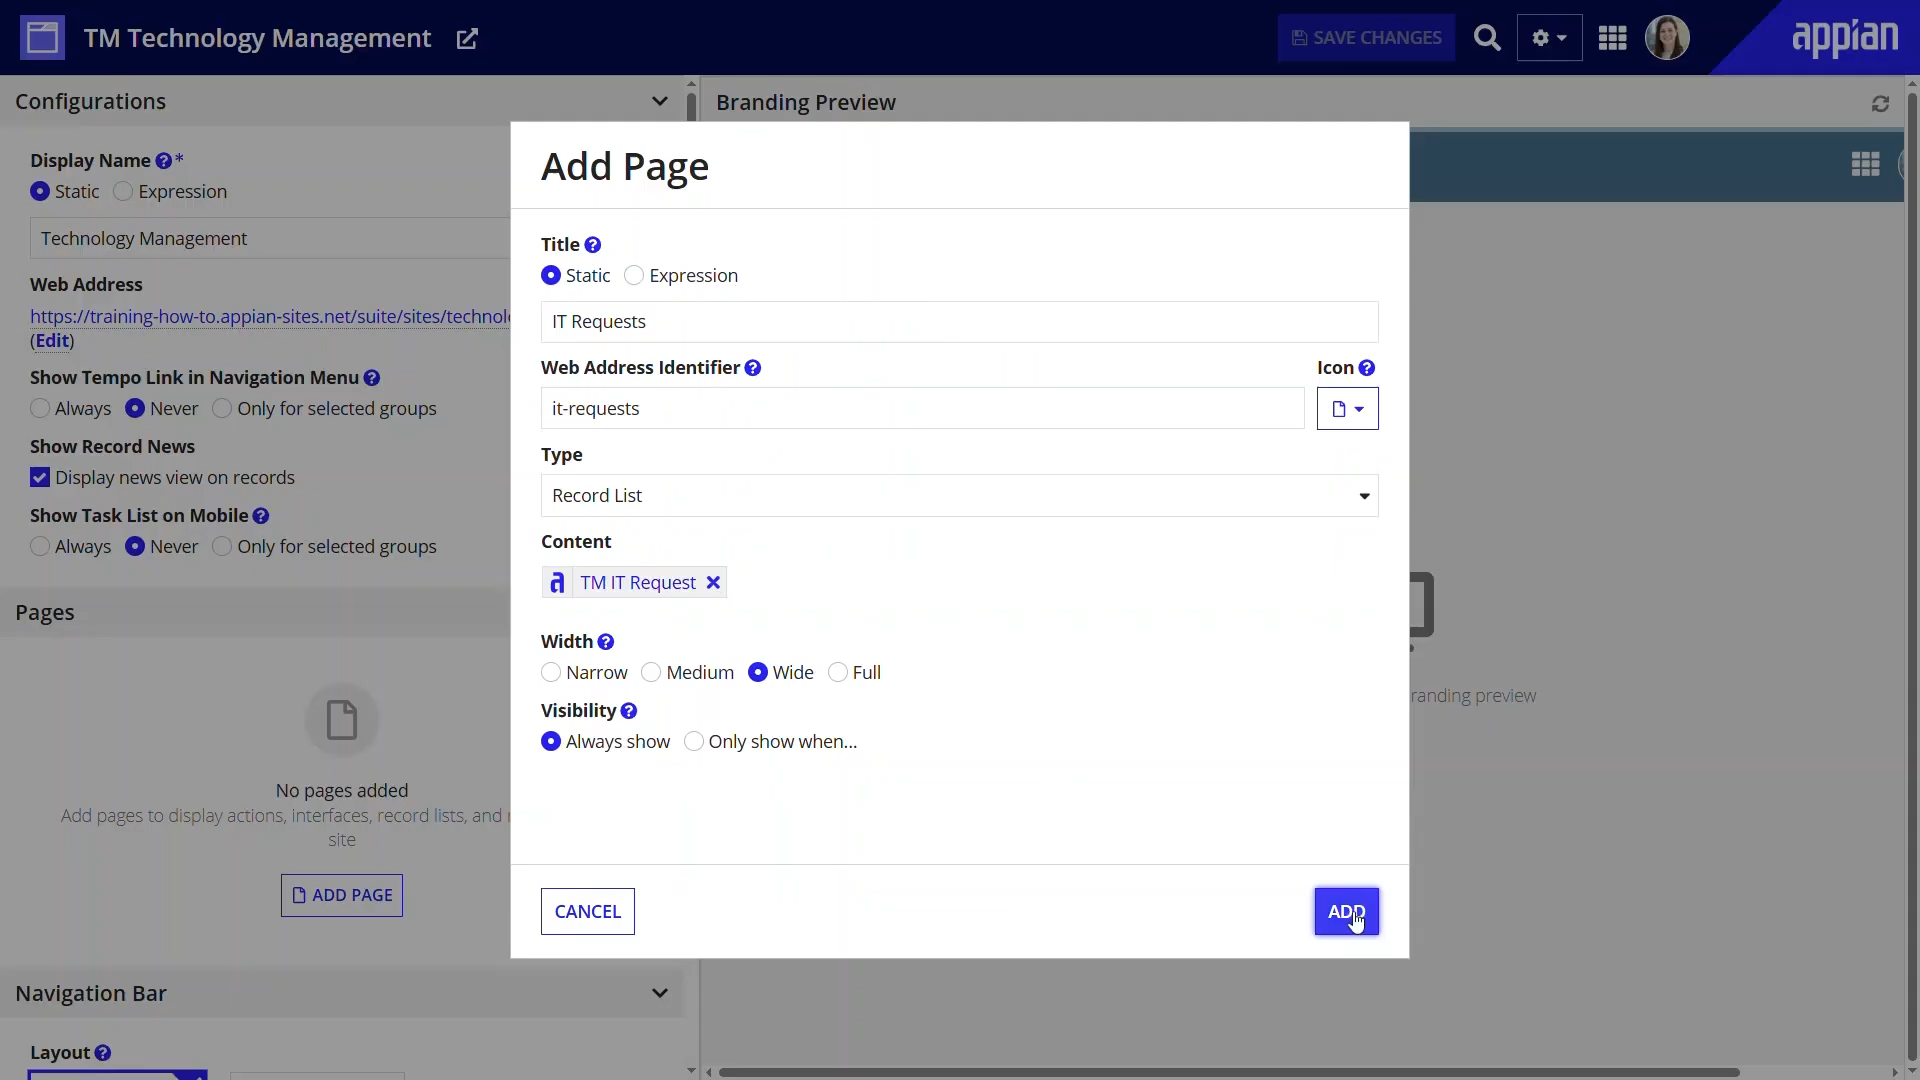 TM Technology Management
SAVE CHANGES
appian
Configurations
Branding Preview
Display Name *
Static Expression
Technology Management
Web Address
https://training-how-to.appian-sites.net/suite/sites/technol
(Edit)
Show Tempo Link in Navigation Menu
Always Never Only for selected groups
Show Record News
Display news view on records
Show Task List on Mobile
Always Never Only for selected groups
Pages
No pages added
Add pages to display actions, interfaces, record lists, and
site
ADD PAGE
Navigation Bar
Layout
Add Page
Title
Static Expression
IT Requests
Web Address Identifier Icon
it-requests
Type
Record List
Content
a TM IT Request
Width
Narrow Medium Wide Full
Visibility
Always show Only show when...
CANCEL
ADD
randing preview